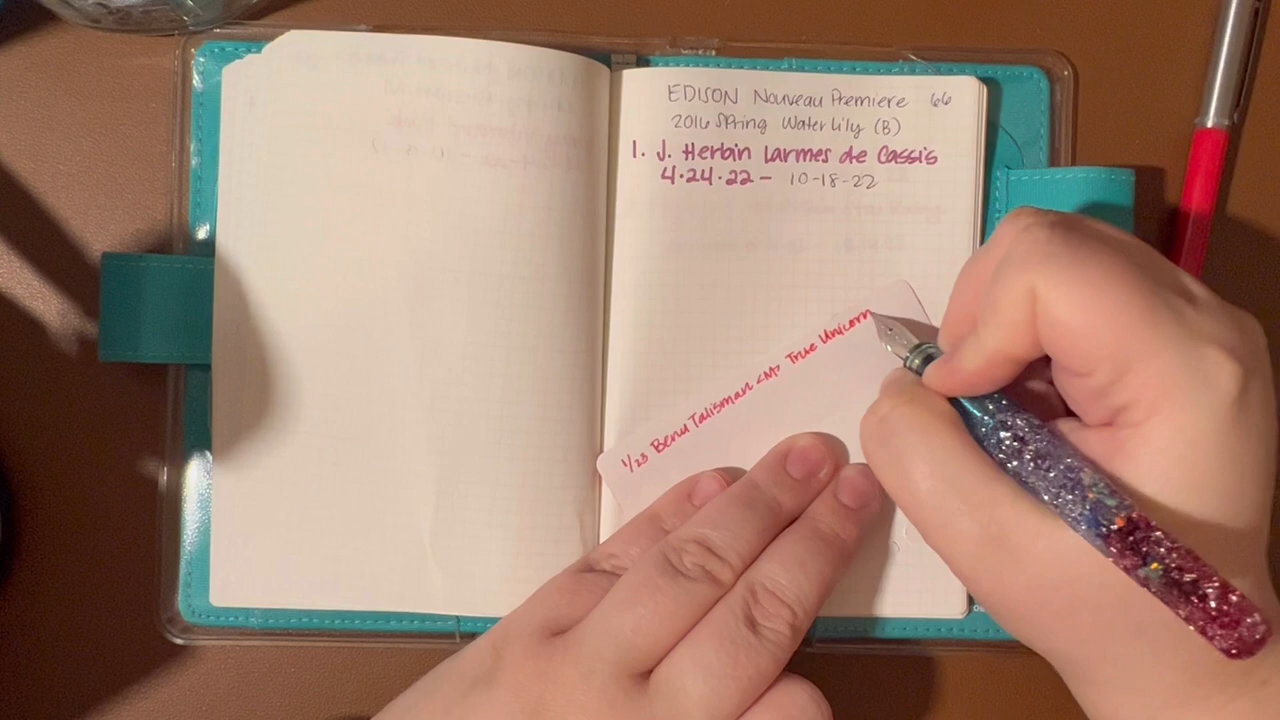 EDISON Nouveau Premiere 66
2016 Spring Water Lily (B)
1. J. Herbin Larmes de Cassis
4.24.22 - 10-18-22
1/23 Benu Talisman <M> True Unicorn